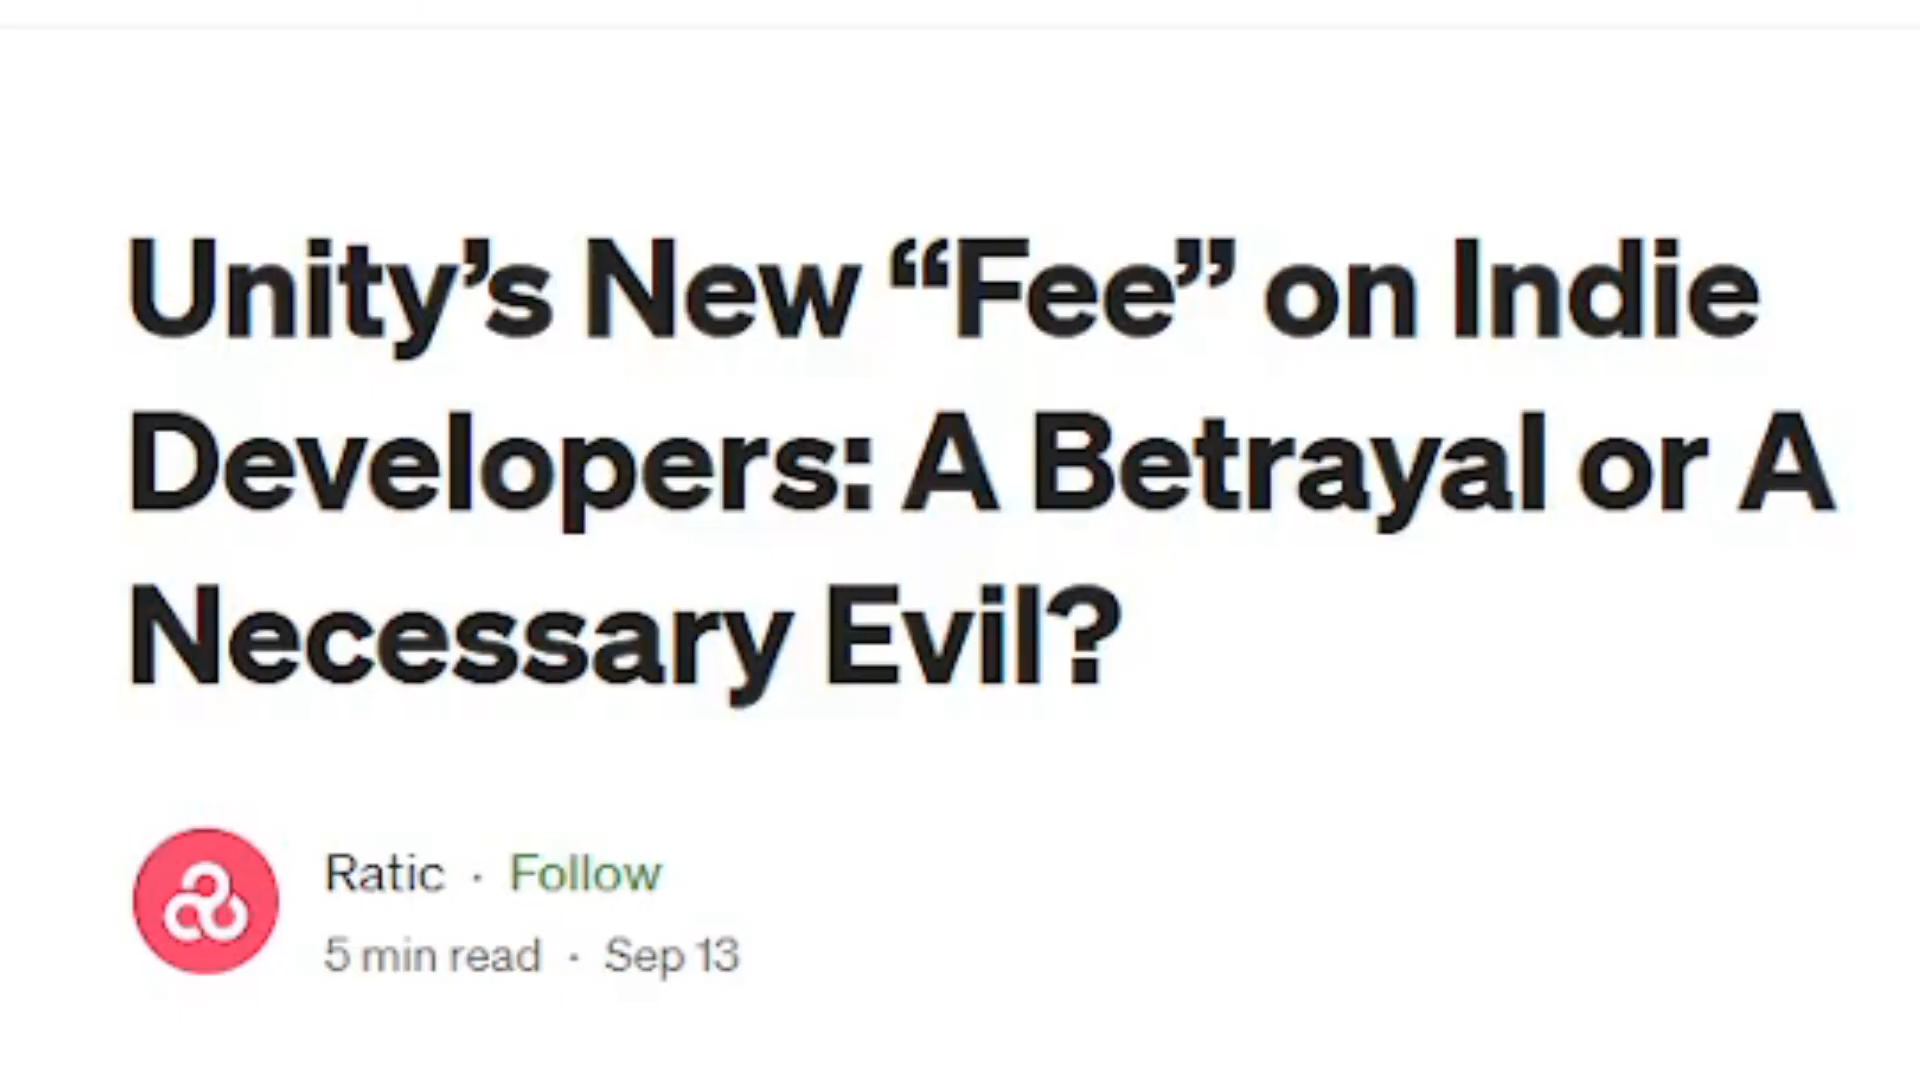 Unity’s New “Fee” on Indie
Developers: A Betrayal or A
Necessary Evil?
Ratic · Follow
5 min read · Sep 13